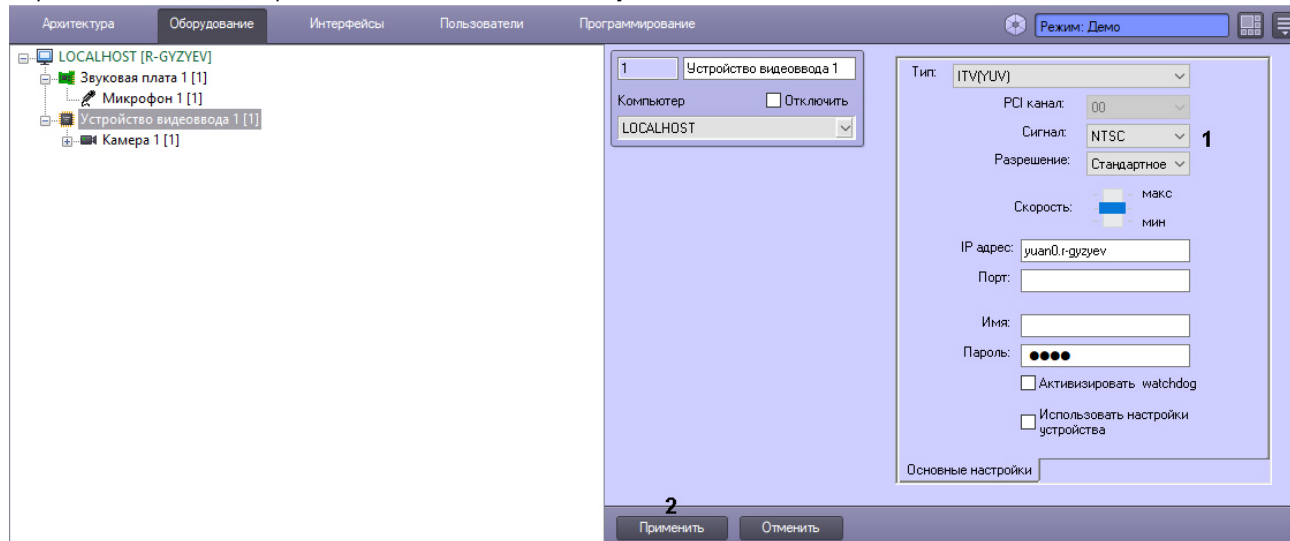 Архитектура Оборудование Интерфейсы Пользователи Программирование Режим: Демо
LOCALHOST [R-GYZYEV]
Звуковая плата 1 [1]
Микрофон 1 [1]
Устройство видеоввода 1 [1]
Камера 1 [1]
1 Устройство видеоввода 1
Компьютер Отключить
LOCALHOST
Тип: ITV(YUV)
PCI канал: 00
Сигнал: NTSC 1
Разрешение: Стандартное
макс
Скорость:
мин
IP адрес: yuan0.r-gyzyev
Порт:
Имя:
Пароль: ●●●●
Активизировать watchdog
Использовать настройки
устройства
Основные настройки
2
Применить Отменить